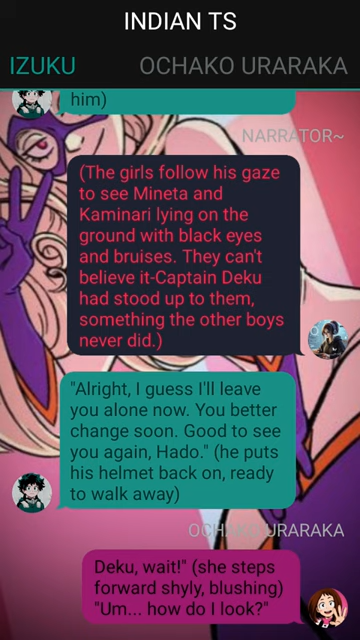 INDIAN TS
IZUKU
OCHAKO URARAKA
him)
NARRATOR~
(The girls follow his gaze
to see Mineta and
Kaminari lying on the
ground with black eyes
and bruises. They can't
believe it-Captain Deku
had stood up to them,
something the other boys
never did.)
"Alright, I guess I'll leave
you alone now. You better
change soon. Good to see
you again, Hado." (he puts
his helmet back on, ready
to walk away)
OCHAKO URARAKA
Deku, wait!" (she steps
forward shyly, blushing)
"Um... how do I look?"